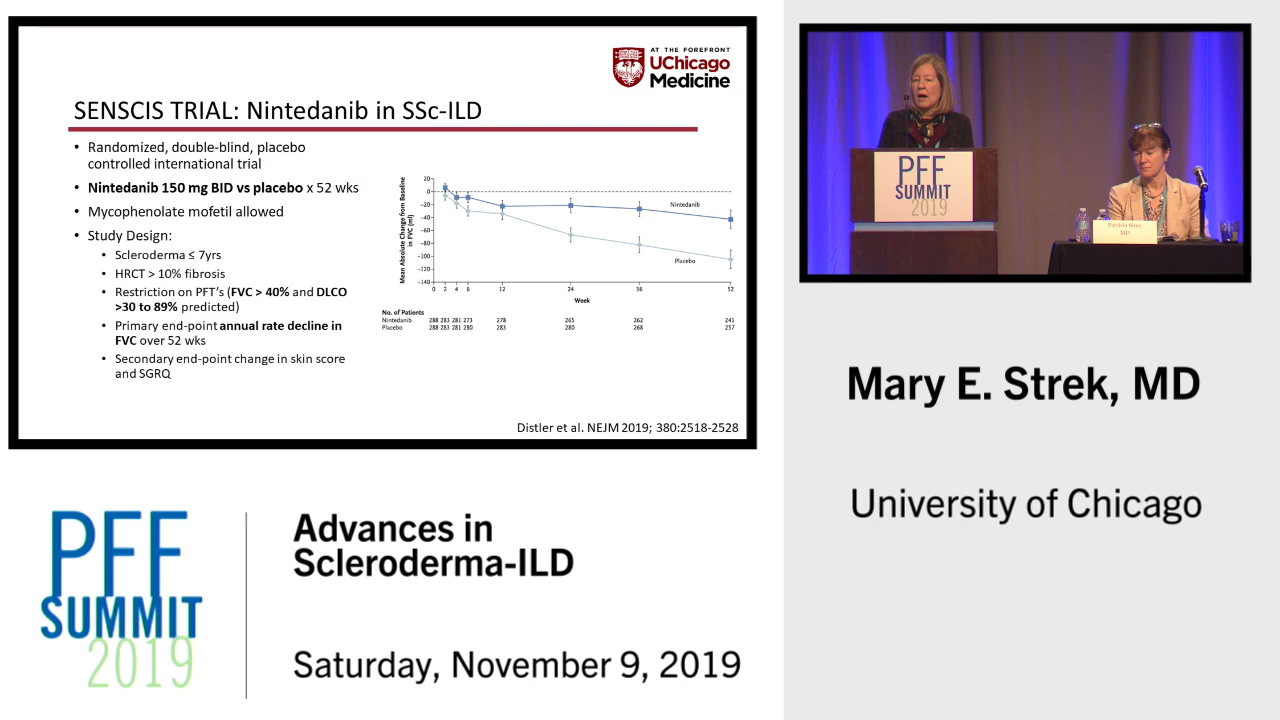 AT THE FOREFRONT
UChicago
Medicine
SENSCIS TRIAL: Nintedanib in SSc-ILD
• Randomized, double-blind, placebo
controlled international trial
• Nintedanib 150 mg BID vs placebo x 52 wks
• Mycophenolate mofetil allowed
• Study Design:
• Scleroderma ≤ 7yrs
• HRCT > 10% fibrosis
• Restriction on PFT's (FVC > 40% and DLCO
>30 to 89% predicted)
• Primary end-point annual rate decline in
FVC over 52 wks
• Secondary end-point change in skin score
and SGRQ
Mean Absolute Change from Baseline
in FVC (ml)
20
0
−20
−40
−60
−80
−100
−120
−140
Nintedanib
Placebo
0 2 4 6 12 24 36 52
Week
No. of Patients
Nintedanib 288 283 281 273 278 265 262 241
Placebo 288 283 281 280 283 280 268 257
Distler et al. NEJM 2019; 380:2518-2528
PFF
SUMMIT
2019
MD
Mary E. Strek, MD
University of Chicago
PFF
SUMMIT
2019
Advances in
Scleroderma-ILD
Saturday, November 9, 2019